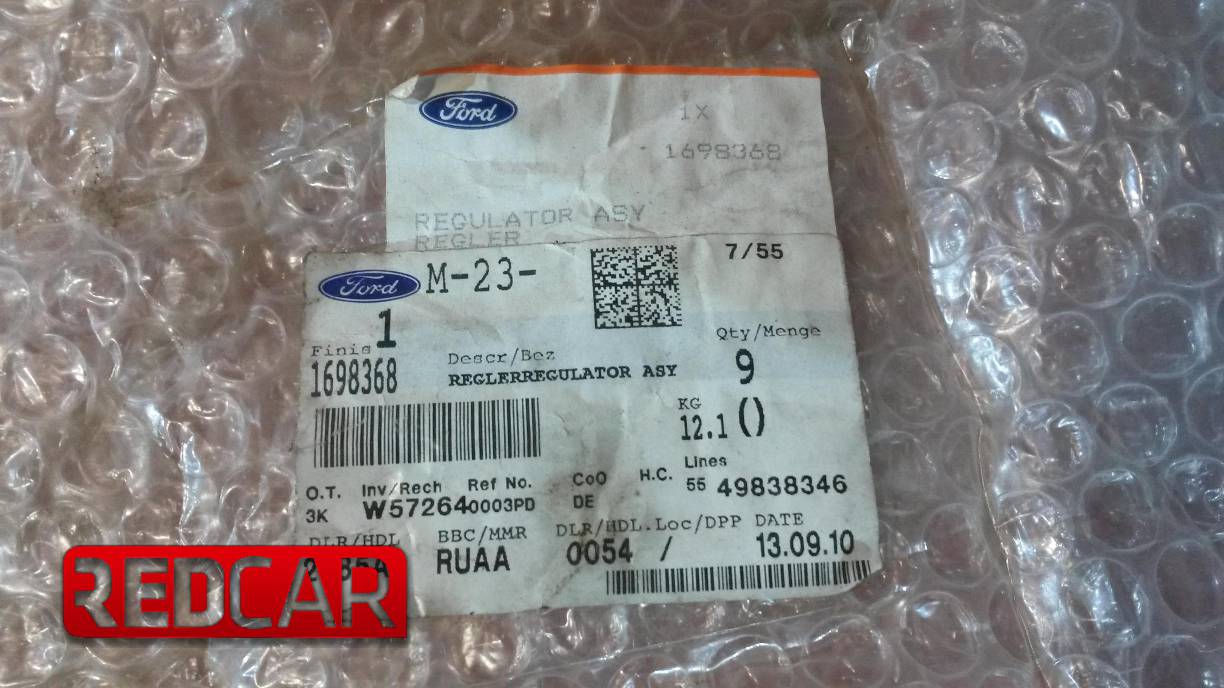 Ford
1x
1698368
REGULATOR ASY
REGLER
Ford M-23-
7/55
1
Finis
1698368
Descr/Bez
REGLERREGULATOR ASY
Qty/Menge
9
KG
12.1 ()
O.T. Inv/Rech Ref No. CoO H.C. Lines
3K W572640003PD DE 55 49838346
DLR/HDL BBC/MMR DLR/HDL.Loc/DPP DATE
RUAA 0054 / 13.09.10
REDCAR